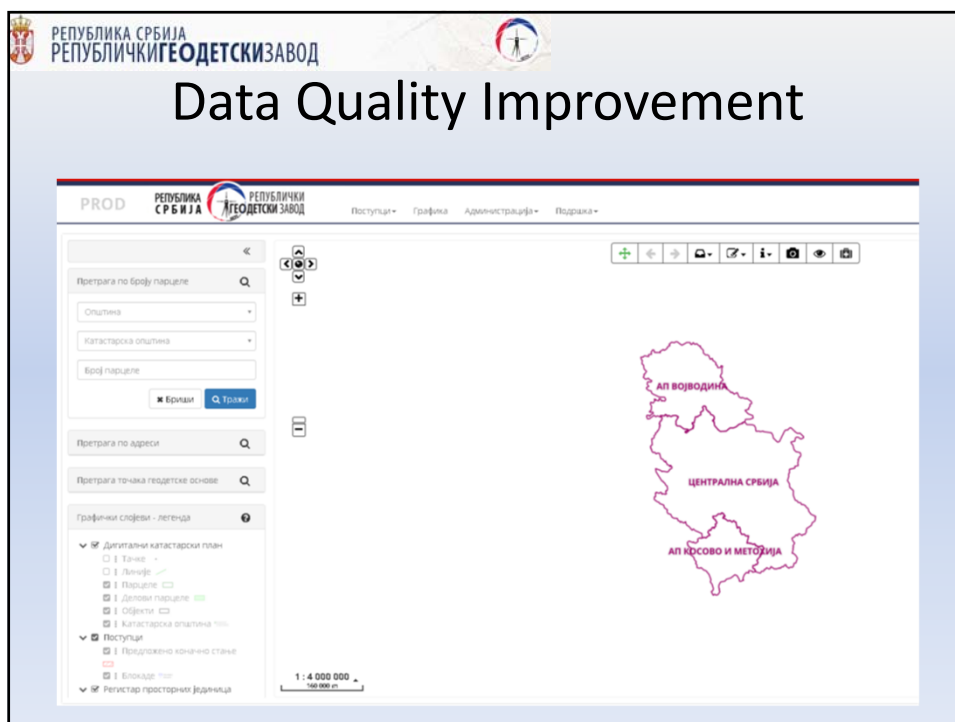 РЕПУБЛИКА СРБИЈА
РЕПУБЛИЧКИГЕОДЕТСКИЗАВОД
Data Quality Improvement
PROD
РЕПУБЛИКА СРБИЈА
РЕПУБЛИЧКИ ГЕОДЕТСКИ ЗАВОД
Поступци
Графика
Администрација
Подршка
Претрага по броју парцеле
Општина
Катастарска општина
Број парцеле
Бриши
Тражи
Претрага по адреси
Претрага точака геодетске основе
Графички слојеви - легенда
Дигитални катастарски план
Тачке
Линије
Парцеле
Делови парцеле
Објекти
Катастарска општина
Поступци
Предложено коначно стање
Блокаде
Регистар просторних јединица
АП ВОЈВОДИНА
ЦЕНТРАЛНА СРБИЈА
АП КОСОВО И МЕТОХИЈА
1 : 4 000 000